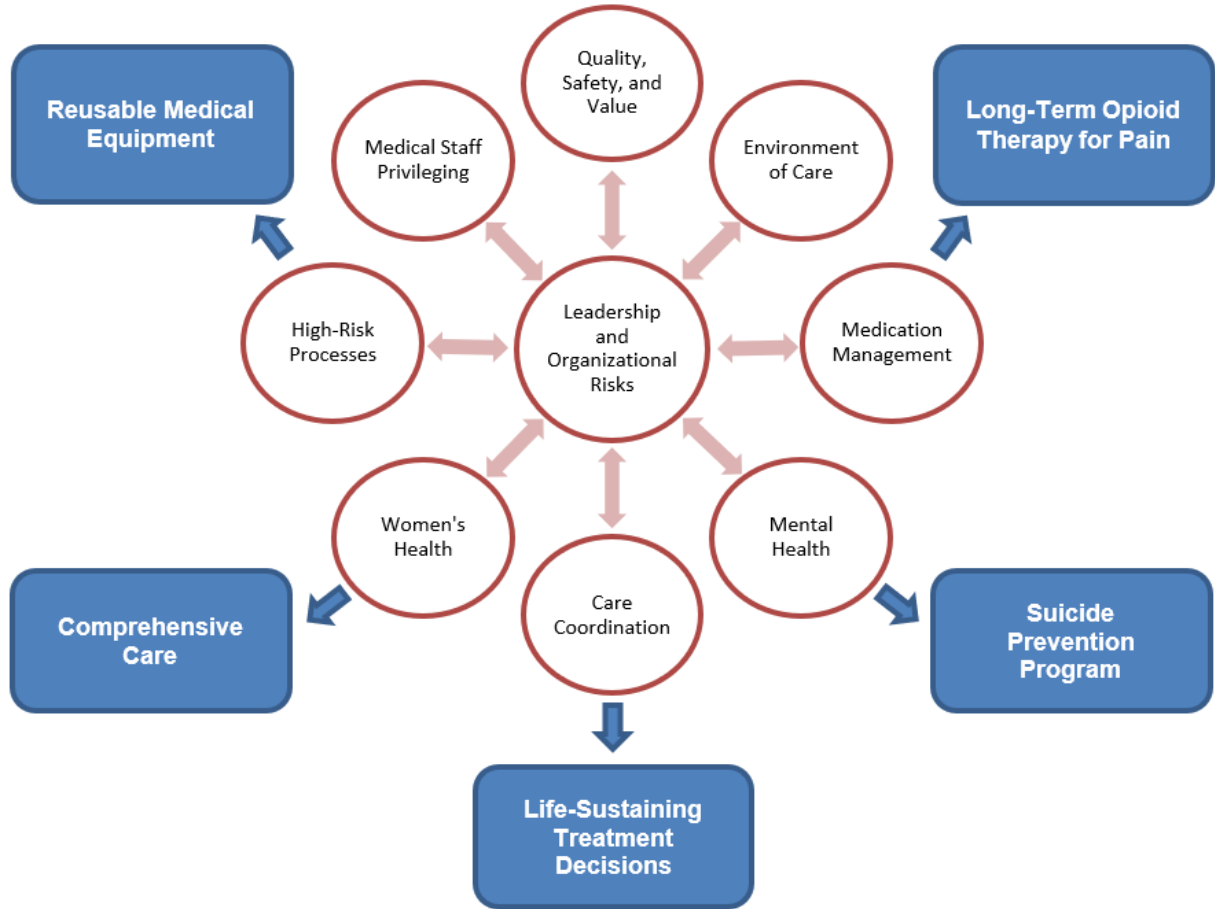 Quality,
Safety, and
Value
Reusable Medical
Equipment
Long-Term Opioid
Therapy for Pain
Medical Staff
Privileging
Environment
of Care
High-Risk
Processes
Leadership
and
Organizational
Risks
Medication
Management
Women's
Health
Mental
Health
Care
Coordination
Comprehensive
Care
Suicide
Prevention
Program
Life-Sustaining
Treatment
Decisions